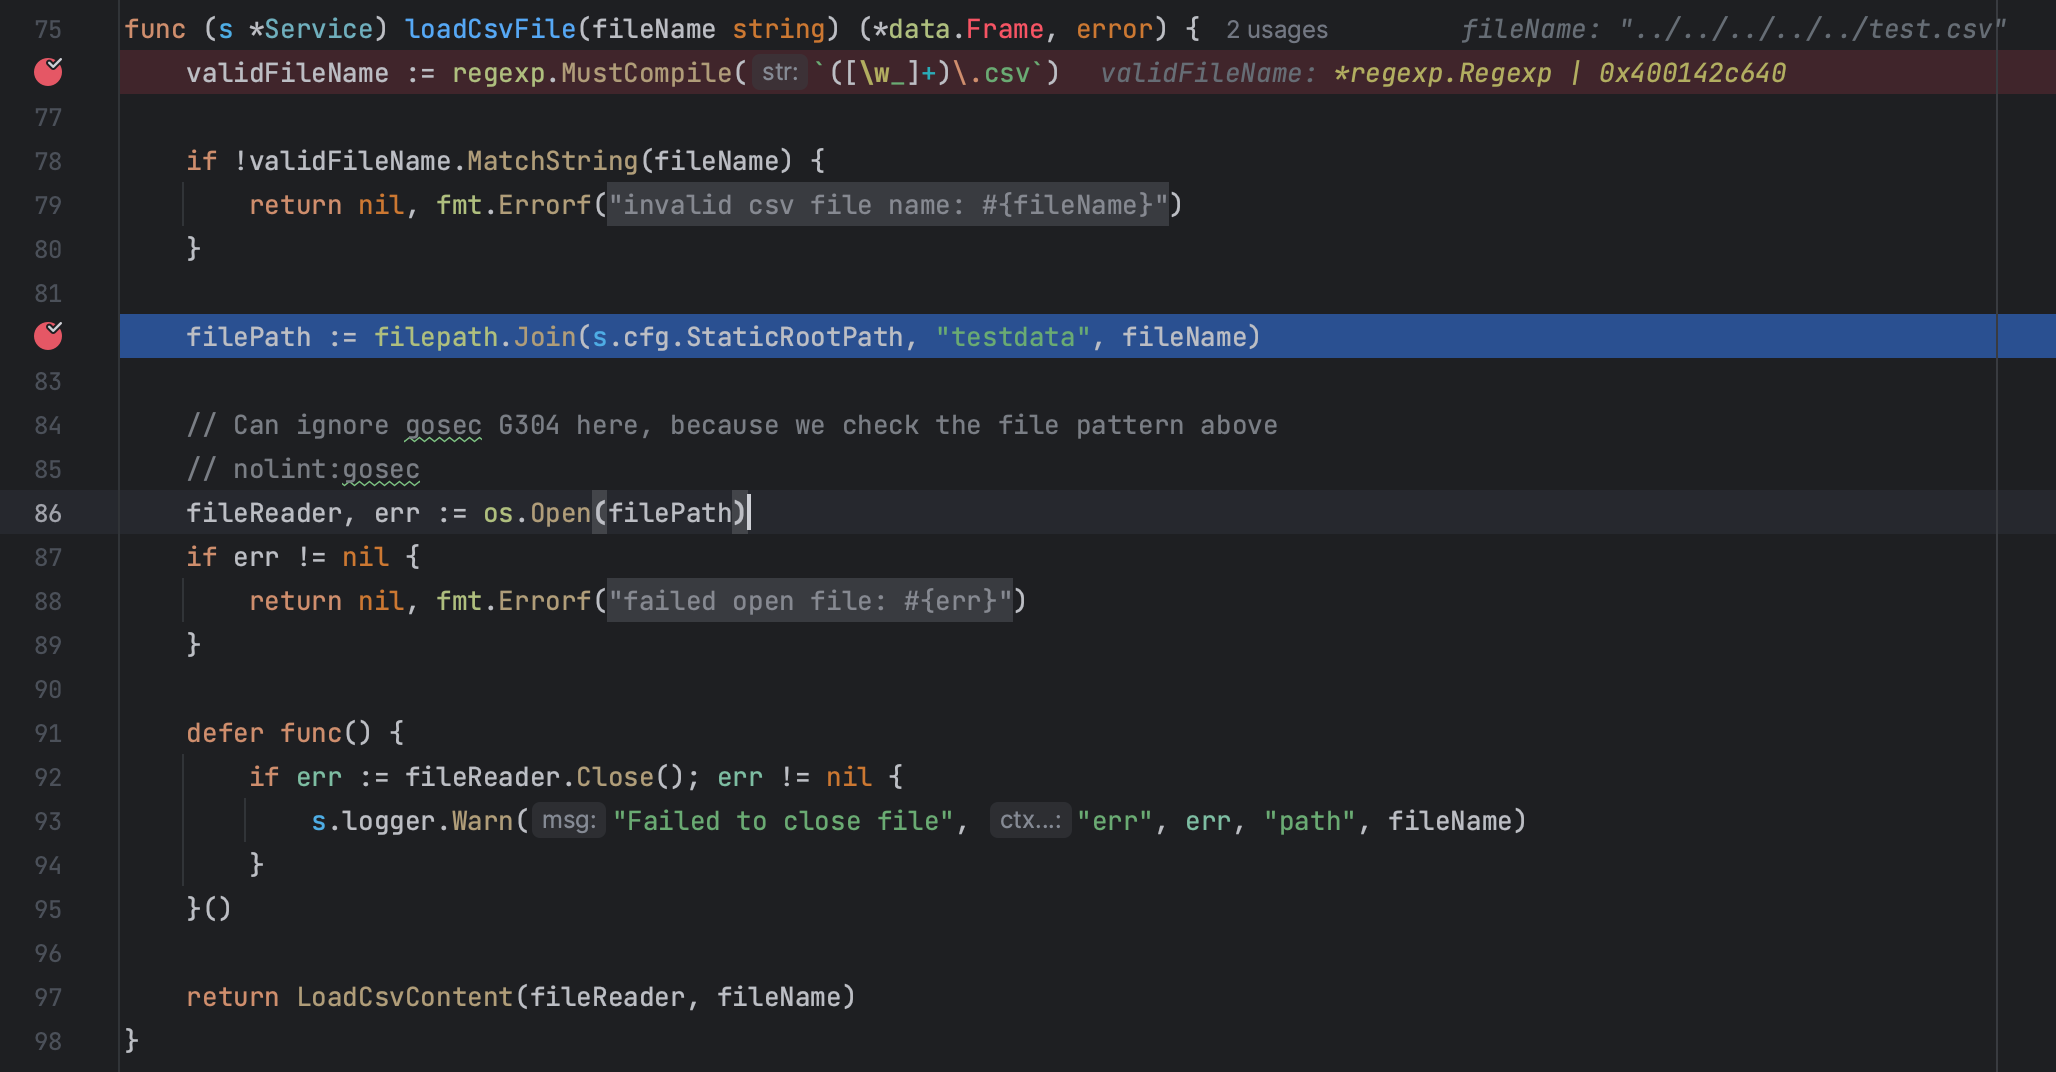 75 func (s *Service) loadCsvFile(fileName string) (*data.Frame, error) { 2 usages fileName: "../../../../../test.csv"
validFileName := regexp.MustCompile( str: `([\w_]+)\.csv`) validFileName: *regexp.Regexp | 0x400142c640
77
78 if !validFileName.MatchString(fileName) {
79 return nil, fmt.Errorf("invalid csv file name: #{fileName}")
80 }
81
filePath := filepath.Join(s.cfg.StaticRootPath, "testdata", fileName)
83
84 // Can ignore gosec G304 here, because we check the file pattern above
85 // nolint:gosec
86 fileReader, err := os.Open(filePath)
87 if err != nil {
88 return nil, fmt.Errorf("failed open file: #{err}")
89 }
90
91 defer func() {
92 if err := fileReader.Close(); err != nil {
93 s.logger.Warn( msg: "Failed to close file", ctx...: "err", err, "path", fileName)
94 }
95 }()
96
97 return LoadCsvContent(fileReader, fileName)
98 }